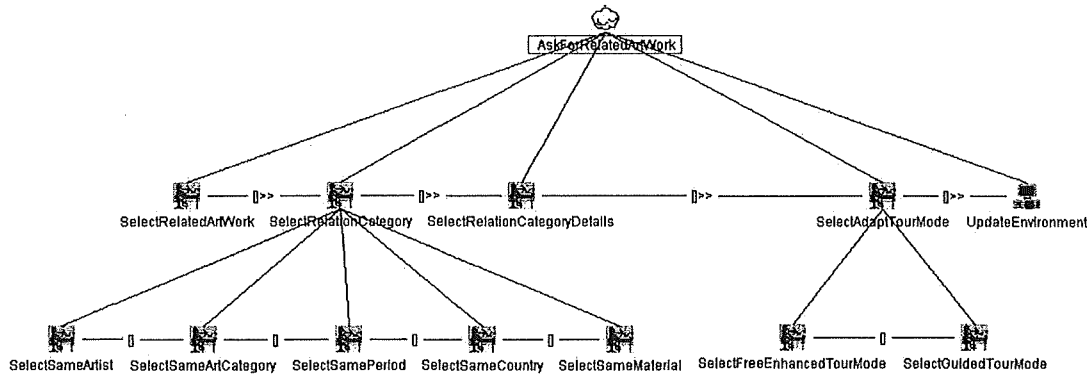 AskForRelatedArtWork
[]>> []>> []>> []>>
SelectRelatedArtWork SelectRelationCategory SelectRelationCategoryDetails SelectAdaptTourMode UpdateEnvironment
[] [] [] [] []
SelectSameArtist SelectSameArtCategory SelectSamePeriod SelectSameCountry SelectSameMaterial SelectFreeEnhancedTourMode SelectGuidedTourMode